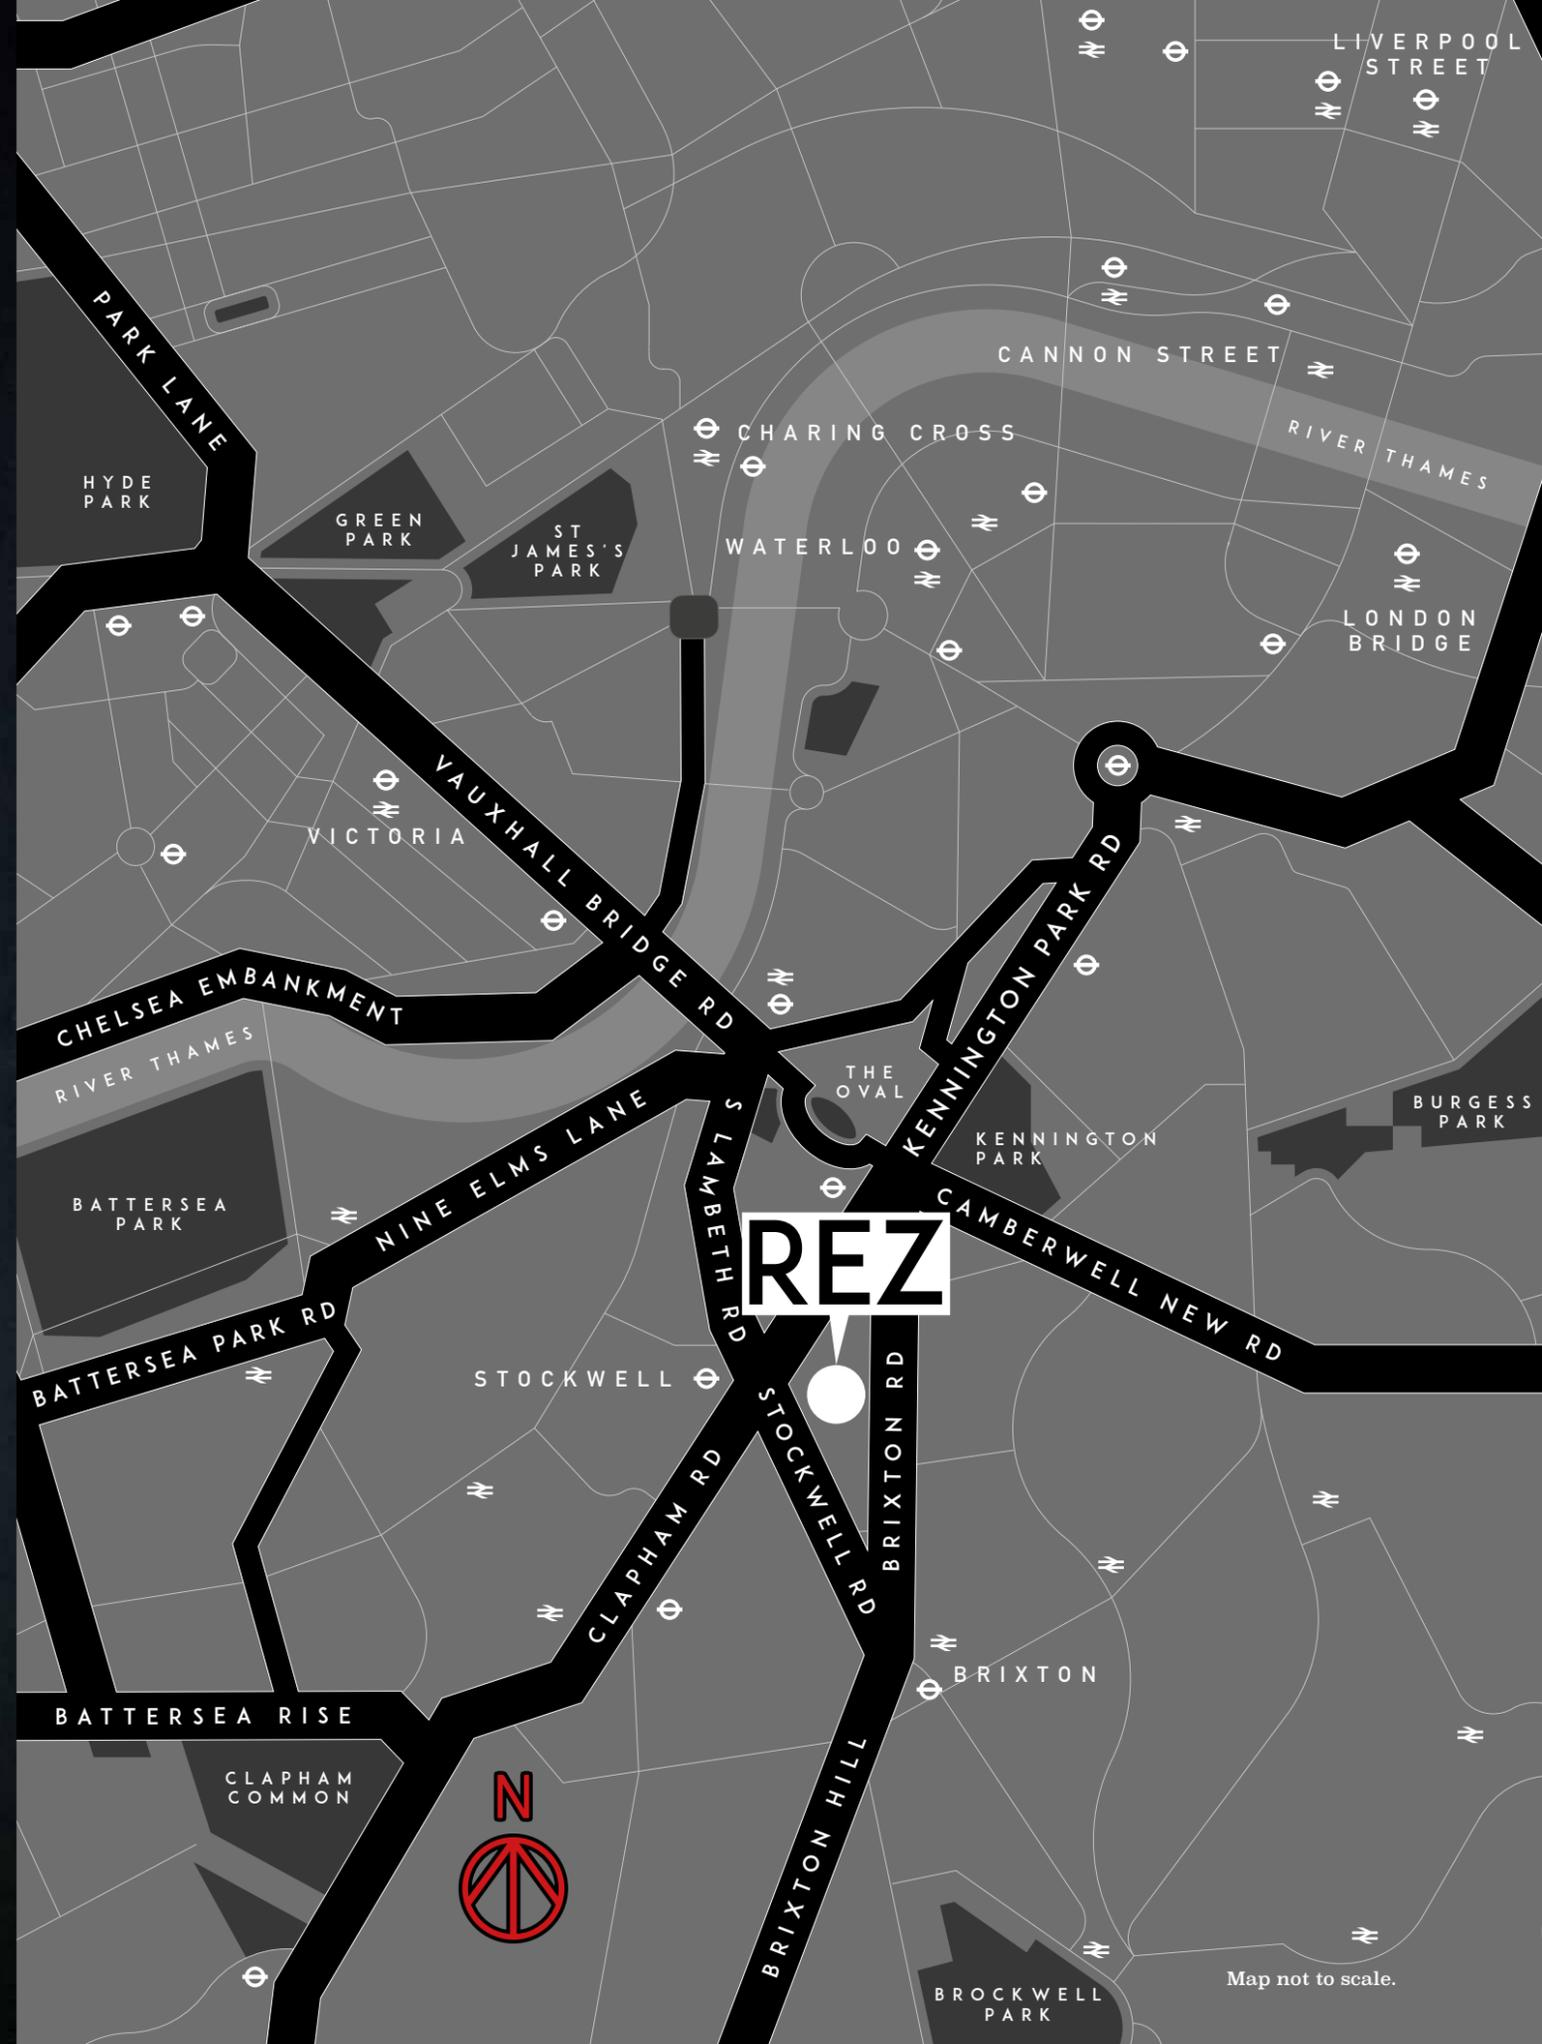 LIVERPOOL
STREET
PARK LANE
CANNON STREET
CHARING CROSS
RIVER THAMES
HYDE
PARK
GREEN
PARK
ST
JAMES'S
PARK
WATERLOO
LONDON
BRIDGE
VICTORIA
VAUXHALL BRIDGE RD
KENNINGTON PARK RD
CHELSEA EMBANKMENT
RIVER THAMES
THE
OVAL
BURGESS
PARK
KENNINGTON
PARK
BATTERSEA
PARK
NINE ELMS LANE
S LAMBETH RD
CAMBERWELL NEW RD
REZ
BATTERSEA PARK RD
STOCKWELL
STOCKWELL RD
BRIXTON RD
CLAPHAM RD
BRIXTON
BATTERSEA RISE
CLAPHAM
COMMON
N
BRIXTON HILL
Map not to scale.
BROCKWELL
PARK